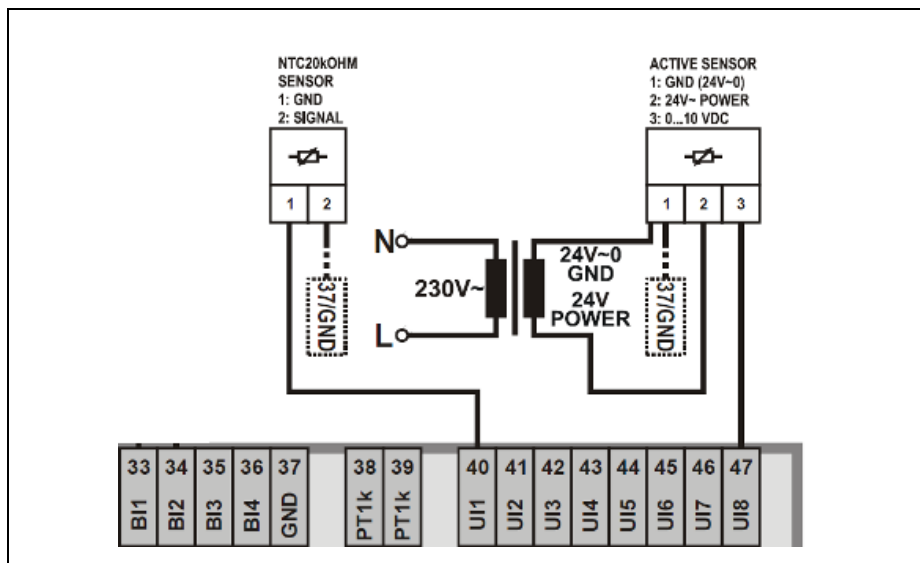 NTC20kOHM
SENSOR
1: GND
2: SIGNAL
ACTIVE SENSOR
1: GND (24V~0)
2: 24V~ POWER
3: 0...10 VDC
1 2
1 2 3
N
24V~0
GND
230V~
24V
POWER
L
37/GND
37/GND
33 34 35 36 37 38 39 40 41 42 43 44 45 46 47
BI1 BI2 BI3 BI4 GND PT1k PT1k UI1 UI2 UI3 UI4 UI5 UI6 UI7 UI8